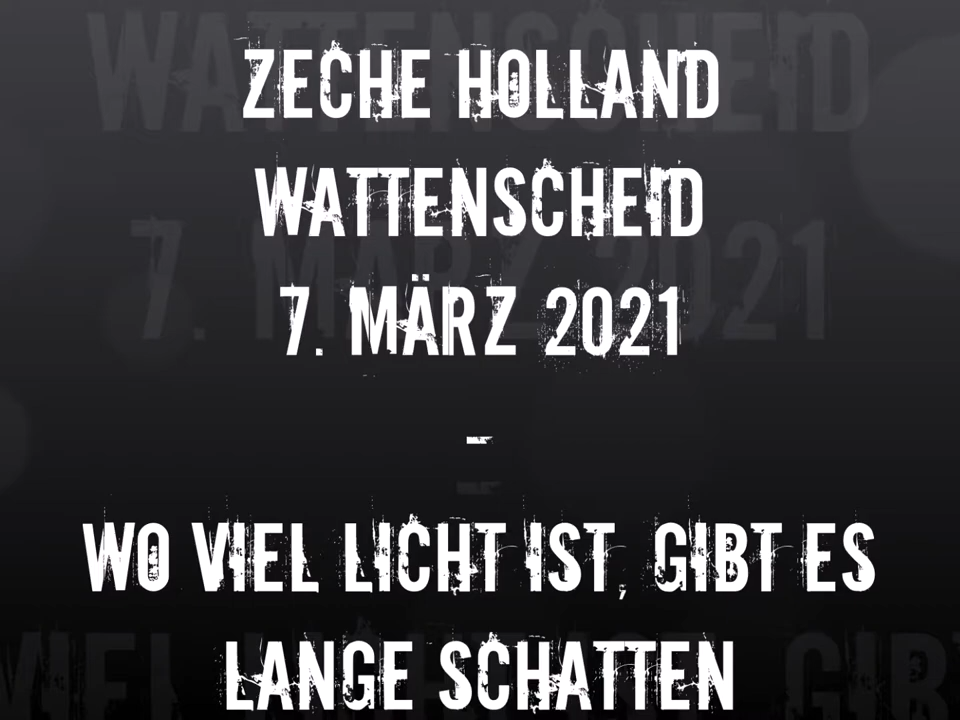 ZECHE HOLLAND
WATTENSCHEID
7. MÄRZ 2021
-
WO VIEL LICHT IST, GIBT ES
LANGE SCHATTEN